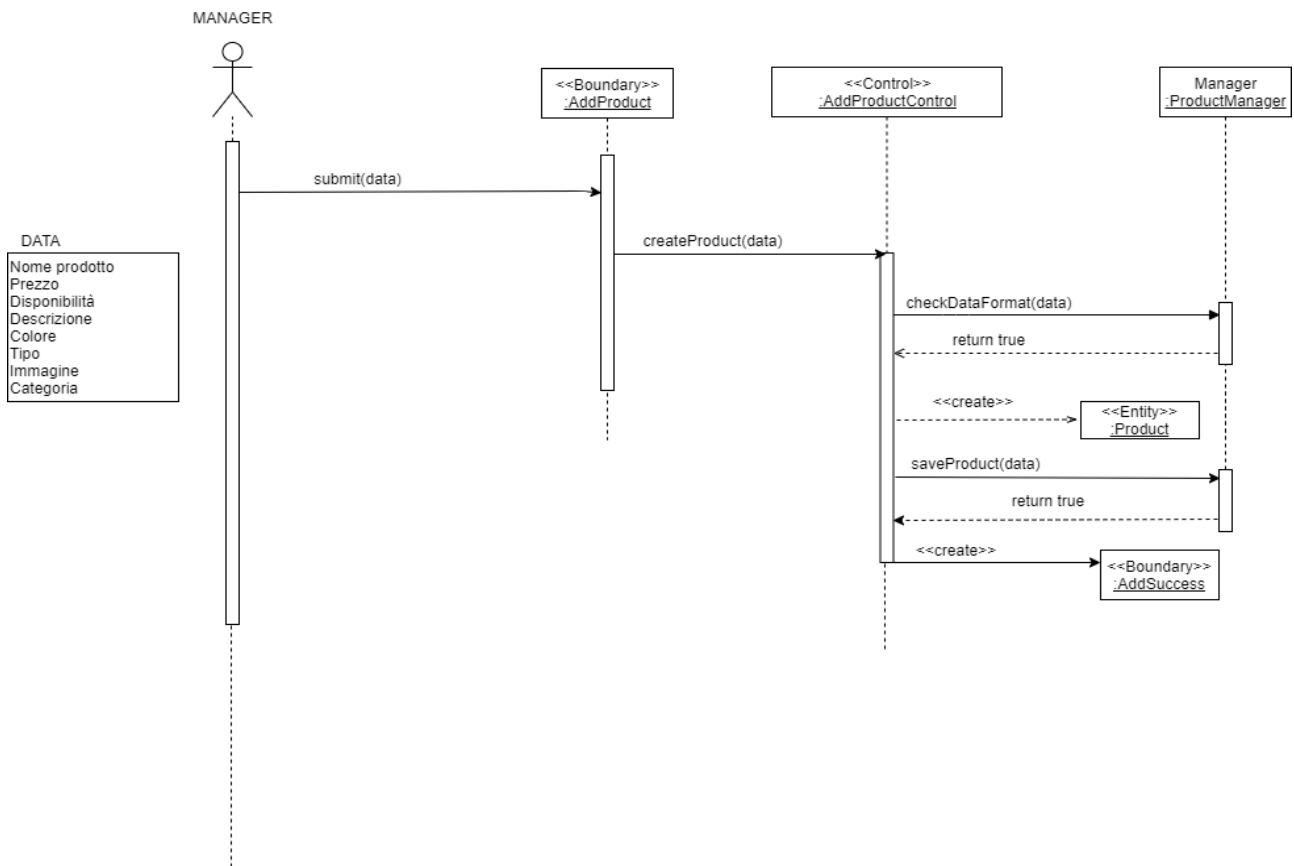 MANAGER
<<Boundary>>
:AddProduct
<<Control>>
:AddProductControl
Manager
:ProductManager
submit(data)
DATA
Nome prodotto
Prezzo
Disponibilità
Descrizione
Colore
Tipo
Immagine
Categoria
createProduct(data)
checkDataFormat(data)
return true
<<create>>
<<Entity>>
:Product
saveProduct(data)
return true
<<create>>
<<Boundary>>
:AddSuccess